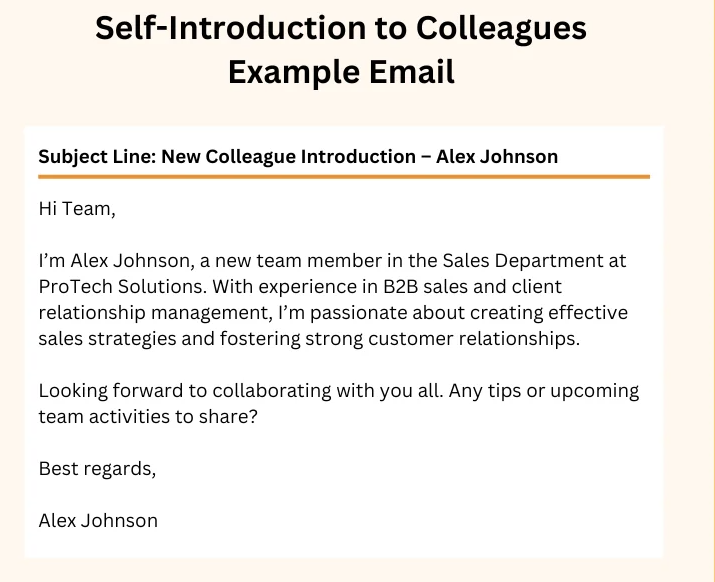 Self-Introduction to Colleagues
Example Email
Subject Line: New Colleague Introduction – Alex Johnson
Hi Team,
I’m Alex Johnson, a new team member in the Sales Department at
ProTech Solutions. With experience in B2B sales and client
relationship management, I’m passionate about creating effective
sales strategies and fostering strong customer relationships.
Looking forward to collaborating with you all. Any tips or upcoming
team activities to share?
Best regards,
Alex Johnson